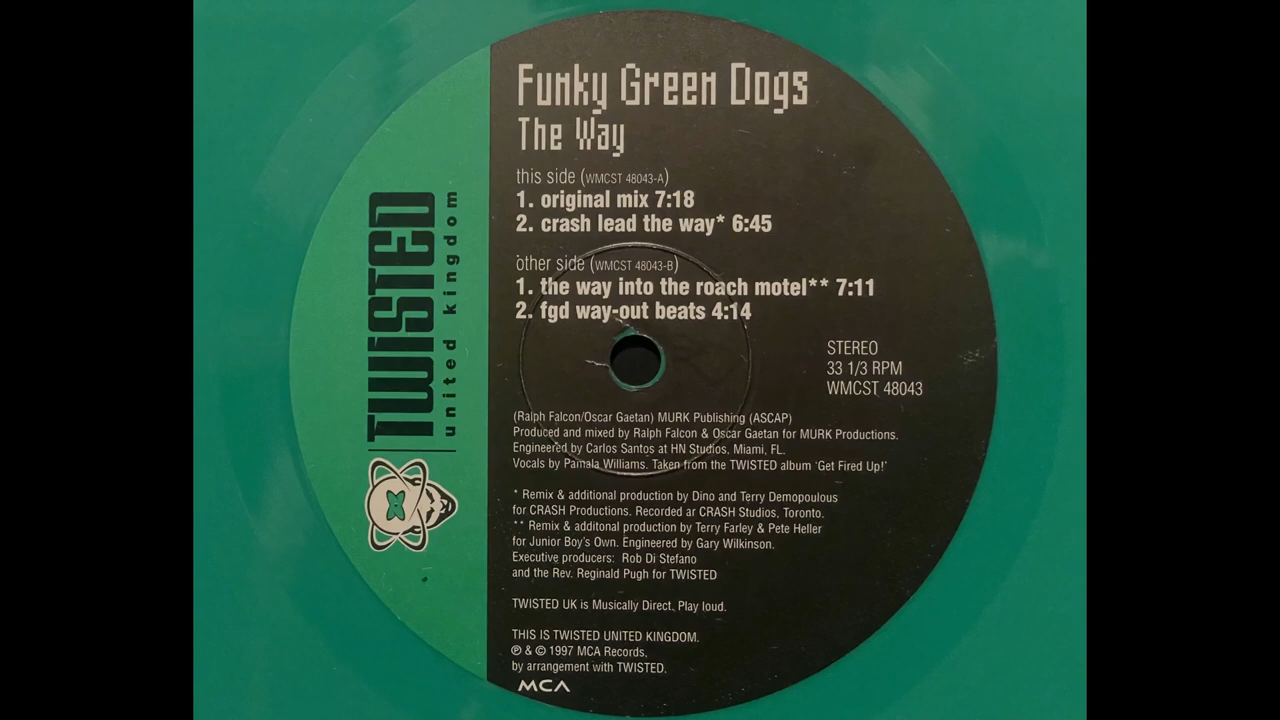 Funky Green Dogs
The Way
this side (WMCST 48043-A)
1. original mix 7:18
2. crash lead the way* 6:45
other side (WMCST 48043-B)
1. the way into the roach motel** 7:11
2. fgd way-out beats 4:14
STEREO
33 1/3 RPM
WMCST 48043
TWISTED
united kingdom
(Ralph Falcon/Oscar Gaetan) MURK Publishing (ASCAP)
Produced and mixed by Ralph Falcon & Oscar Gaetan for MURK Productions.
Engineered by Carlos Santos at HN Studios, Miami, FL.
Vocals by Pamala Williams. Taken from the TWISTED album 'Get Fired Up!'
* Remix & additional production by Dino and Terry Demopoulous
for CRASH Productions. Recorded ar CRASH Studios, Toronto.
** Remix & additonal production by Terry Farley & Pete Heller
for Junior Boy's Own. Engineered by Gary Wilkinson.
Executive producers: Rob Di Stefano
and the Rev. Reginald Pugh for TWISTED
TWISTED UK is Musically Direct, Play loud.
THIS IS TWISTED UNITED KINGDOM.
℗ & © 1997 MCA Records,
by arrangement with TWISTED.
MCA